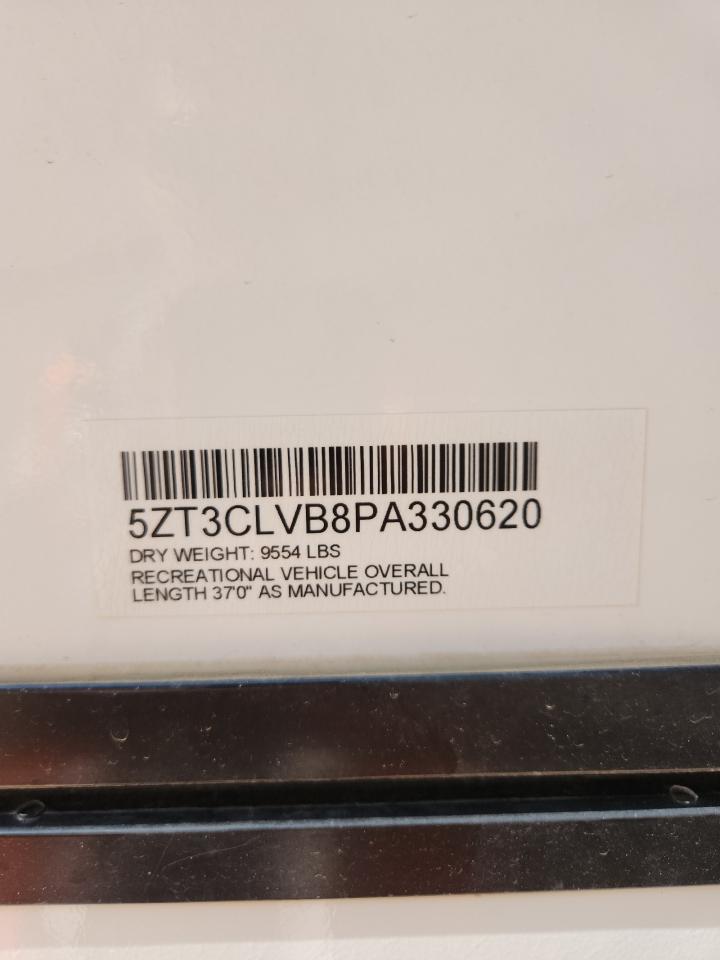 5ZT3CLVB8PA330620
DRY WEIGHT: 9554 LBS
RECREATIONAL VEHICLE OVERALL
LENGTH 37'0" AS MANUFACTURED.